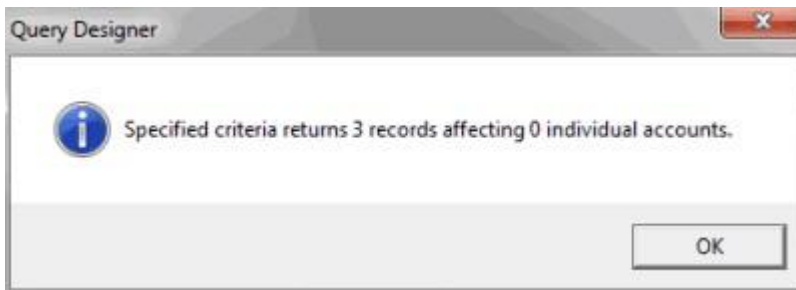 Query Designer
Specified criteria returns 3 records affecting 0 individual accounts.
OK